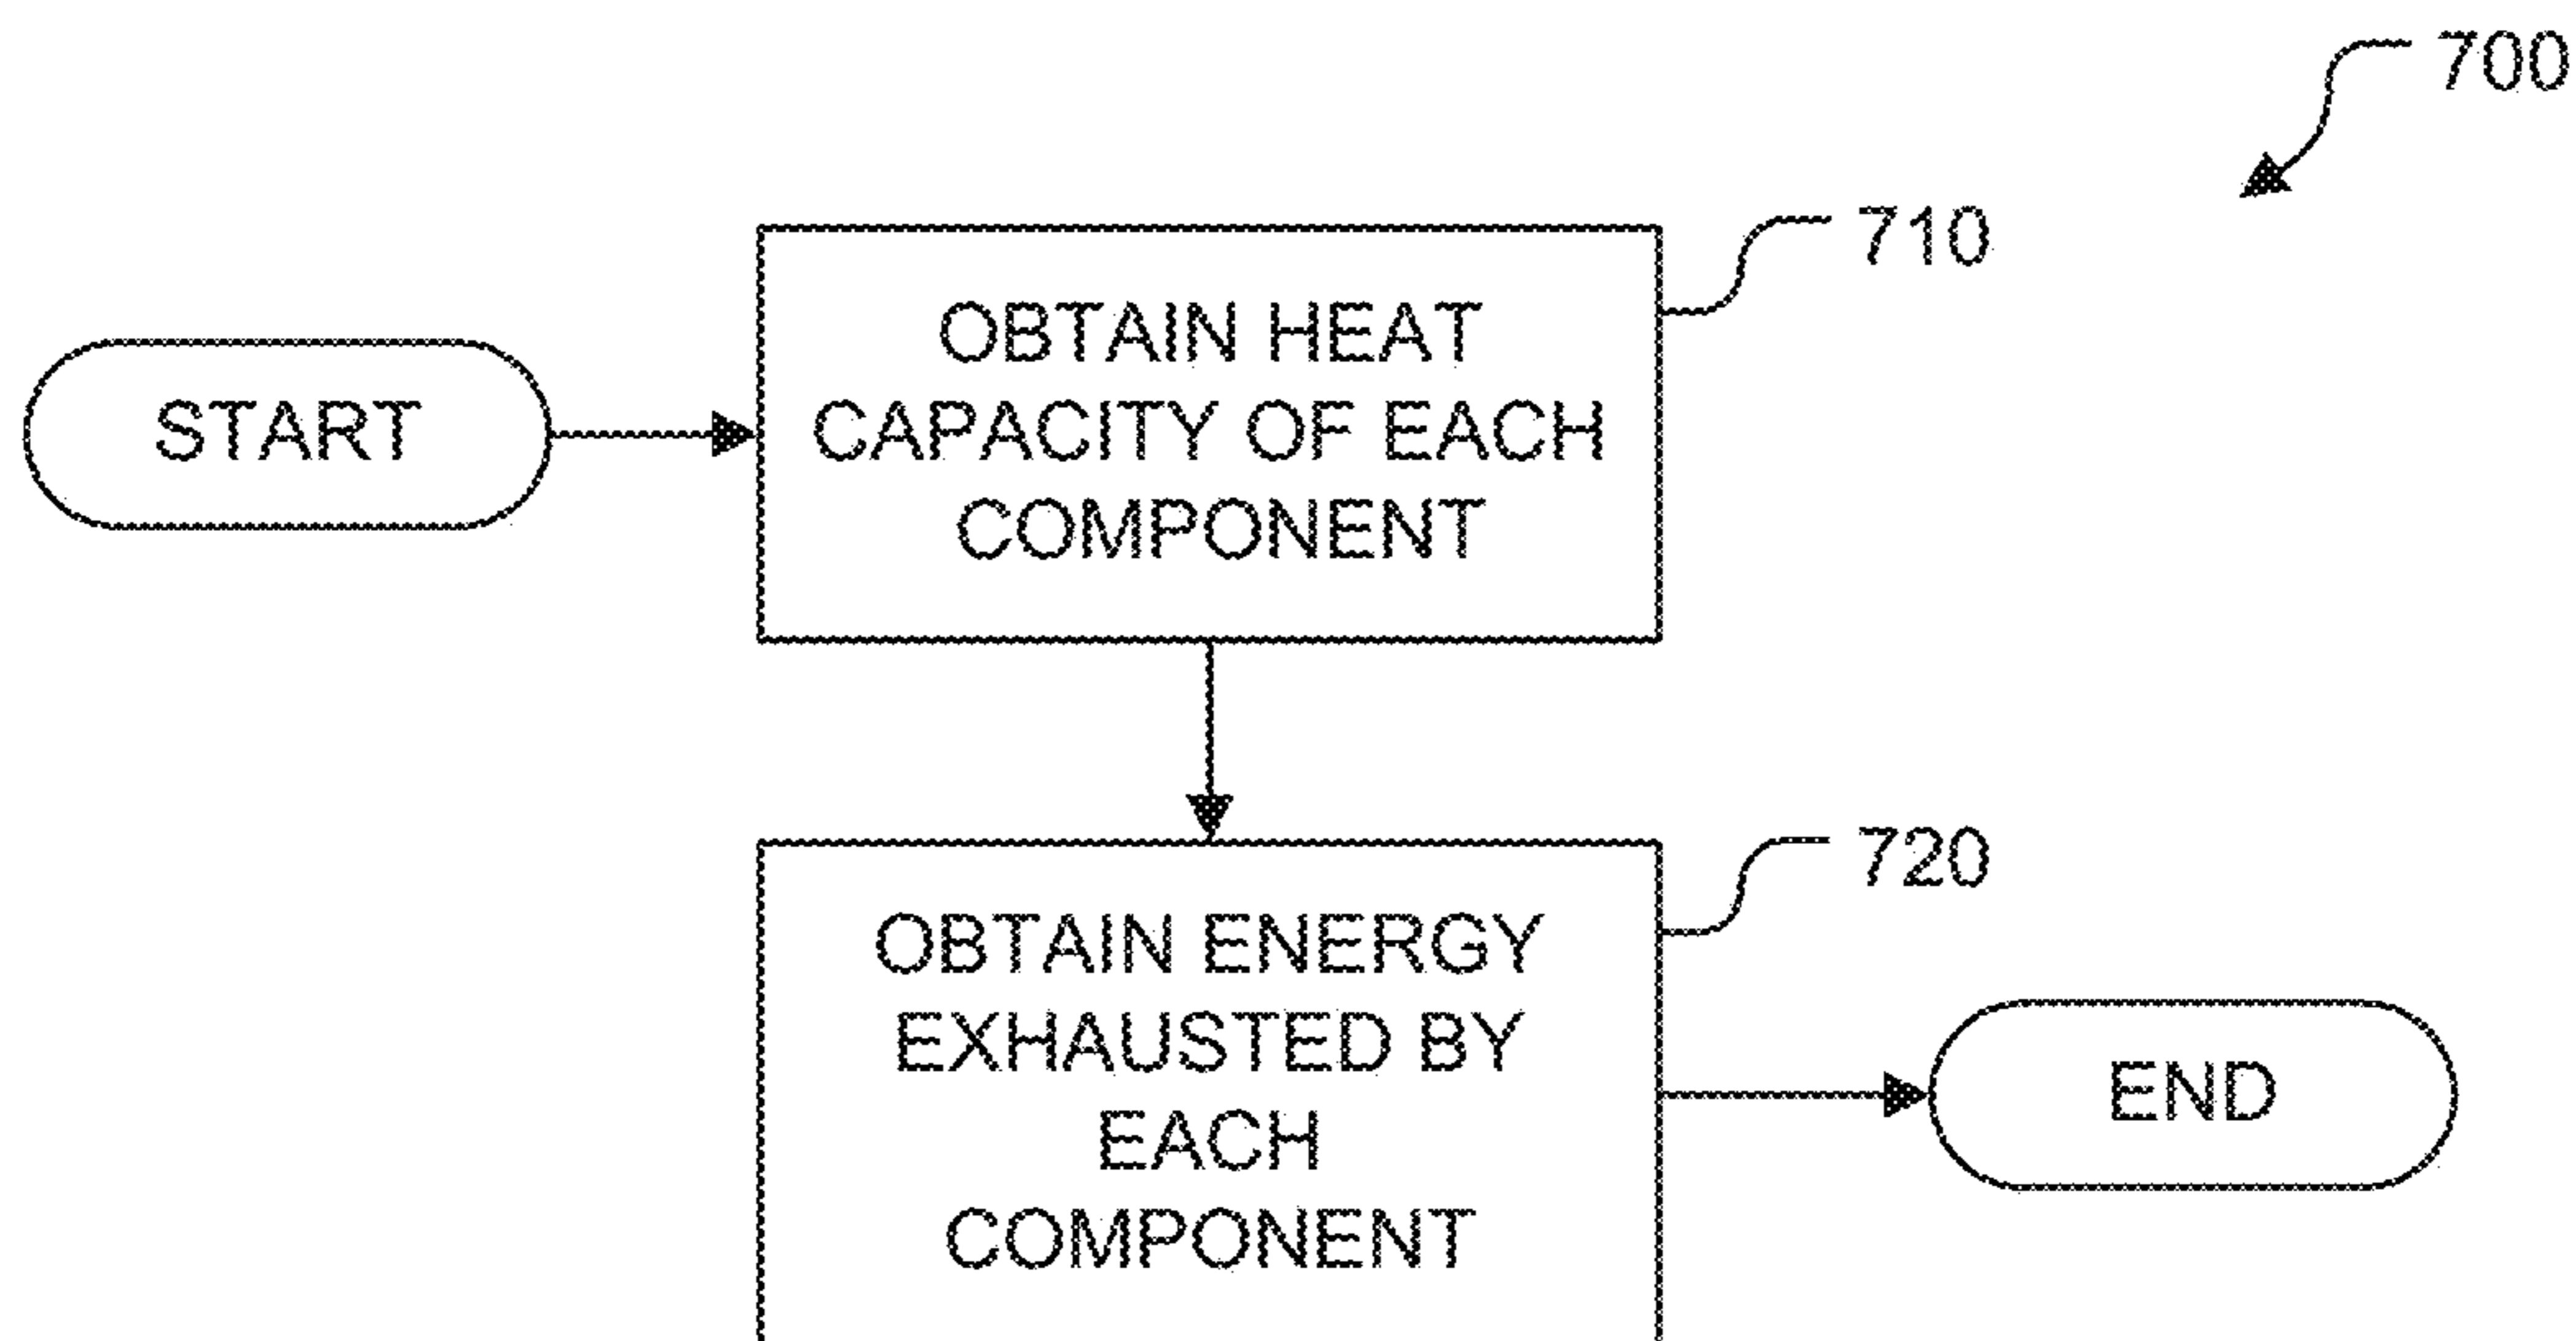 700
710
OBTAIN HEAT
CAPACITY OF EACH
COMPONENT
START
720
OBTAIN ENERGY
EXHAUSTED BY
EACH
COMPONENT
END